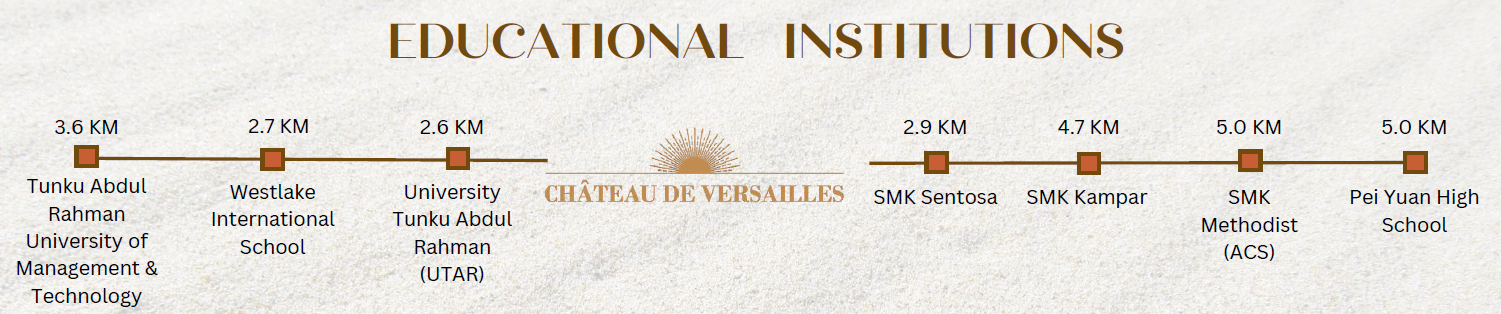 EDUCATIONAL INSTITUTIONS
3.6 KM
Tunku Abdul
Rahman
University of
Management &
Technology
2.7 KM
Westlake
International
School
2.6 KM
University
Tunku Abdul
Rahman
(UTAR)
CHÂTEAU DE VERSAILLES
2.9 KM
SMK Sentosa
4.7 KM
SMK Kampar
5.0 KM
SMK
Methodist
(ACS)
5.0 KM
Pei Yuan High
School